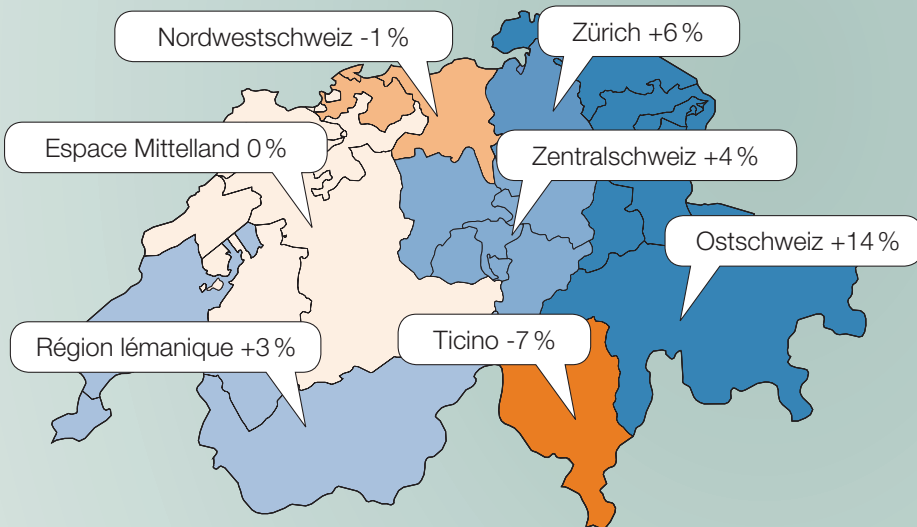 Nordwestschweiz -1 %
Zürich +6 %
Espace Mittelland 0 %
Zentralschweiz +4 %
Ostschweiz +14 %
Région lémanique +3 %
Ticino -7 %